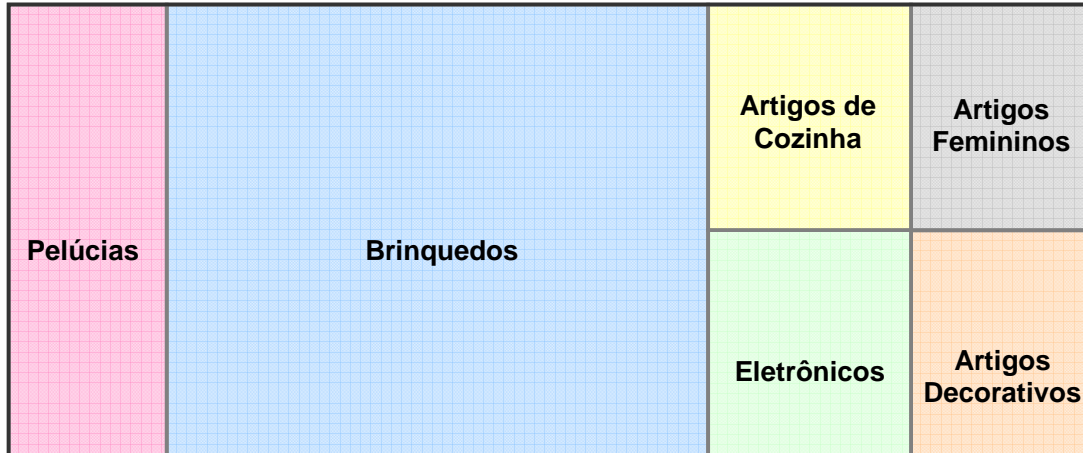 Pelúcias
Brinquedos
Artigos de
Cozinha
Artigos
Femininos
Eletrônicos
Artigos
Decorativos